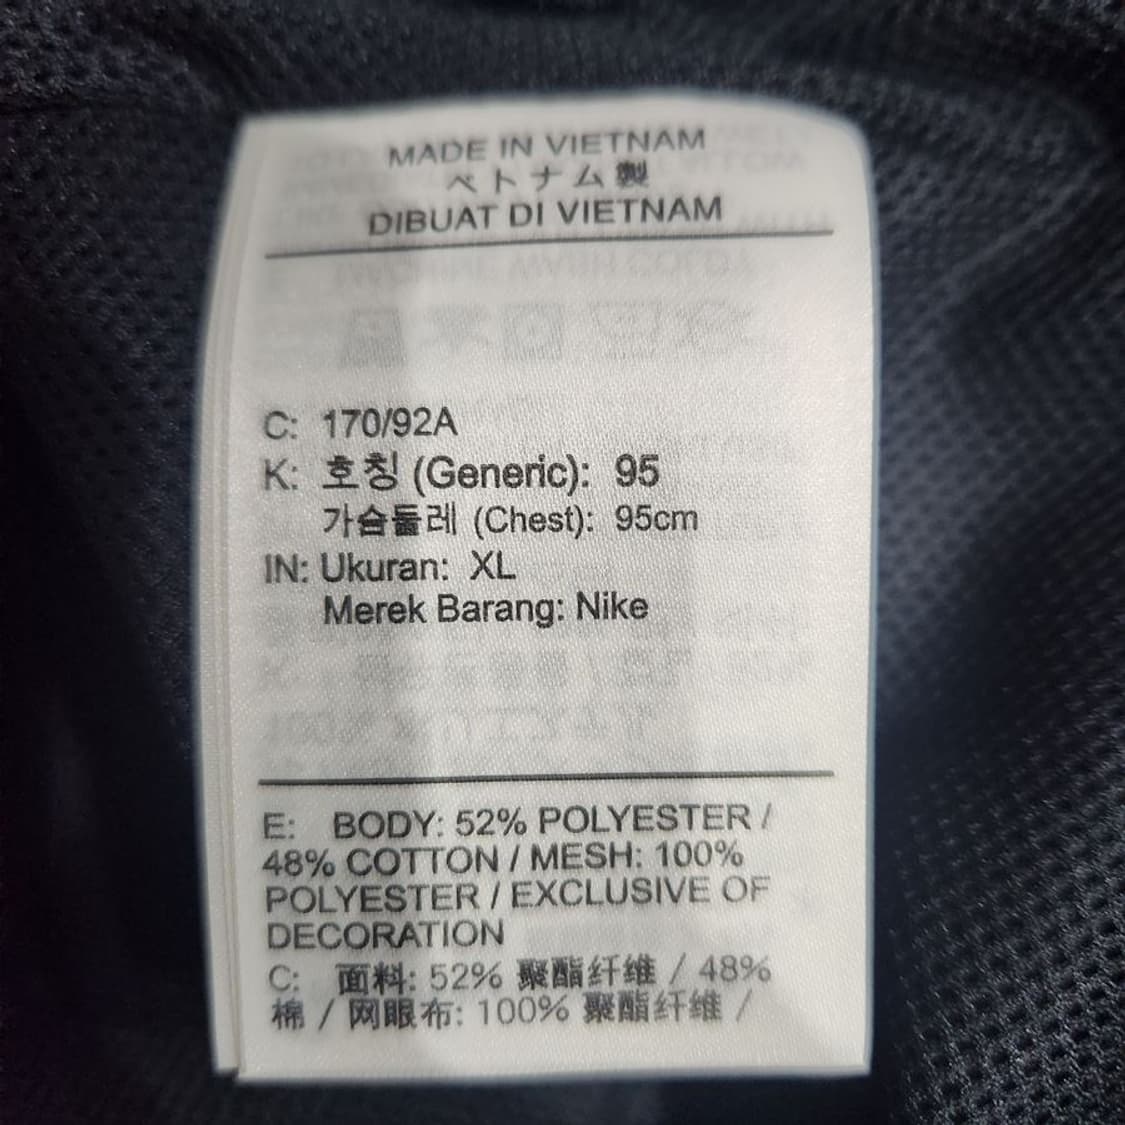 MADE IN VIETNAM
ベトナム製
DIBUAT DI VIETNAM
C: 170/92A
K: 호칭 (Generic): 95
가슴둘레 (Chest): 95cm
IN: Ukuran: XL
Merek Barang: Nike
E: BODY: 52% POLYESTER /
48% COTTON / MESH: 100%
POLYESTER / EXCLUSIVE OF
DECORATION
C: 面料: 52% 聚酯纤维 / 48%
棉 / 网眼布: 100% 聚酯纤维 /